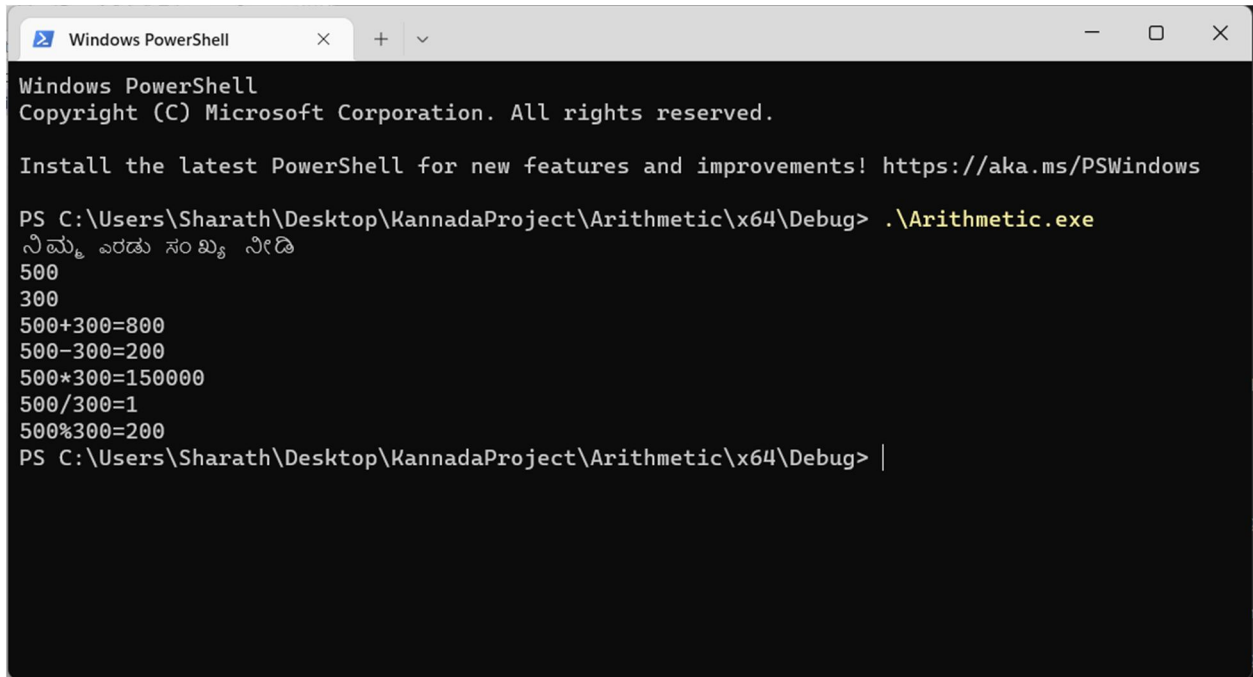 Windows PowerShell
Windows PowerShell
Copyright (C) Microsoft Corporation. All rights reserved.
Install the latest PowerShell for new features and improvements! https://aka.ms/PSWindows
PS C:\Users\Sharath\Desktop\KannadaProject\Arithmetic\x64\Debug> .\Arithmetic.exe
ನಿಮ್ಮ ಎರಡು ಸಂಖ್ಯ ನೀಡಿ
500
300
500+300=800
500-300=200
500*300=150000
500/300=1
500%300=200
PS C:\Users\Sharath\Desktop\KannadaProject\Arithmetic\x64\Debug>